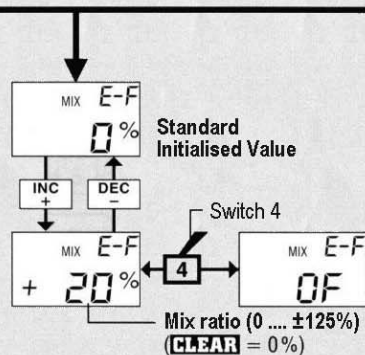 MIX E-F
0%
Standard
Initialised Value
INC
+
DEC
–
Switch 4
MIX E-F
+ 20%
4
MIX E-F
OF
Mix ratio (0 .... ±125%)
(CLEAR = 0%)